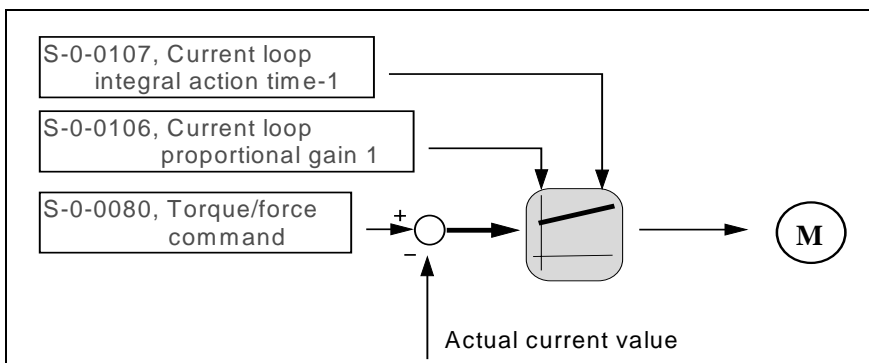 S-0-0107, Current loop
integral action time-1
S-0-0106, Current loop
proportional gain 1
S-0-0080, Torque/force
command
+
−
M
Actual current value